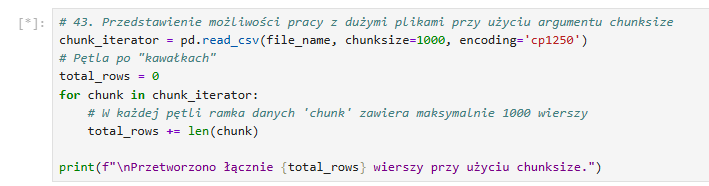 [*]:
# 43. Przedstawienie możliwości pracy z dużymi plikami przy użyciu argumentu chunksize
chunk_iterator = pd.read_csv(file_name, chunksize=1000, encoding='cp1250')
# Pętla po "kawałkach"
total_rows = 0
for chunk in chunk_iterator:
    # W każdej pętli ramka danych 'chunk' zawiera maksymalnie 1000 wierszy
    total_rows += len(chunk)

print(f"\nPrzetworzono łącznie {total_rows} wierszy przy użyciu chunksize.")